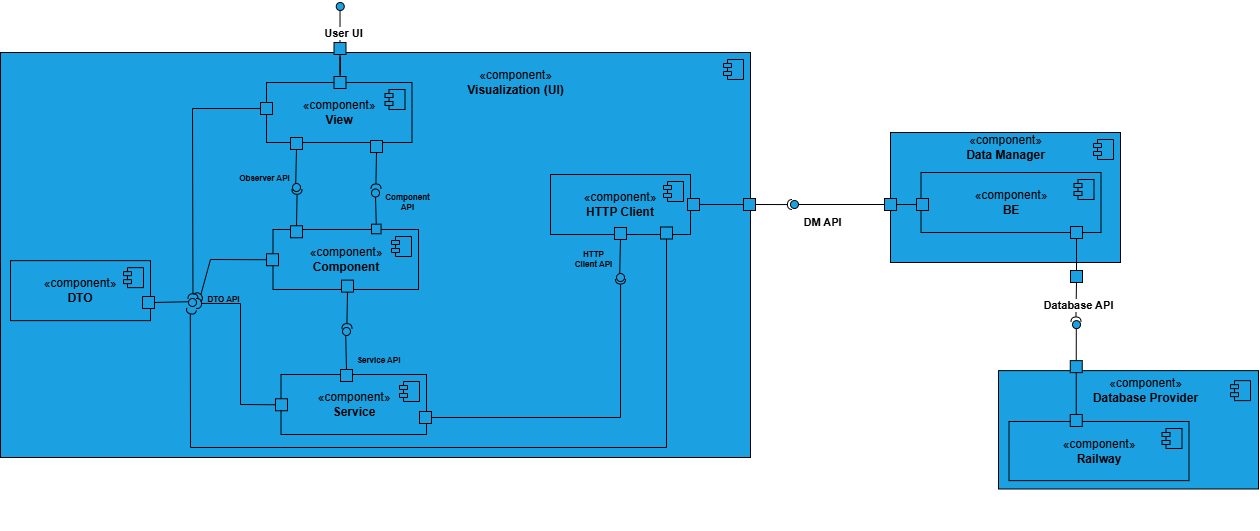 User UI
«component»
Visualization (UI)
«component»
View
Observer API
Component
API
«component»
HTTP Client
HTTP
Client API
«component»
Component
«component»
DTO
DTO API
Service API
«component»
Service
DM API
«component»
Data Manager
«component»
BE
Database API
«component»
Database Provider
«component»
Railway